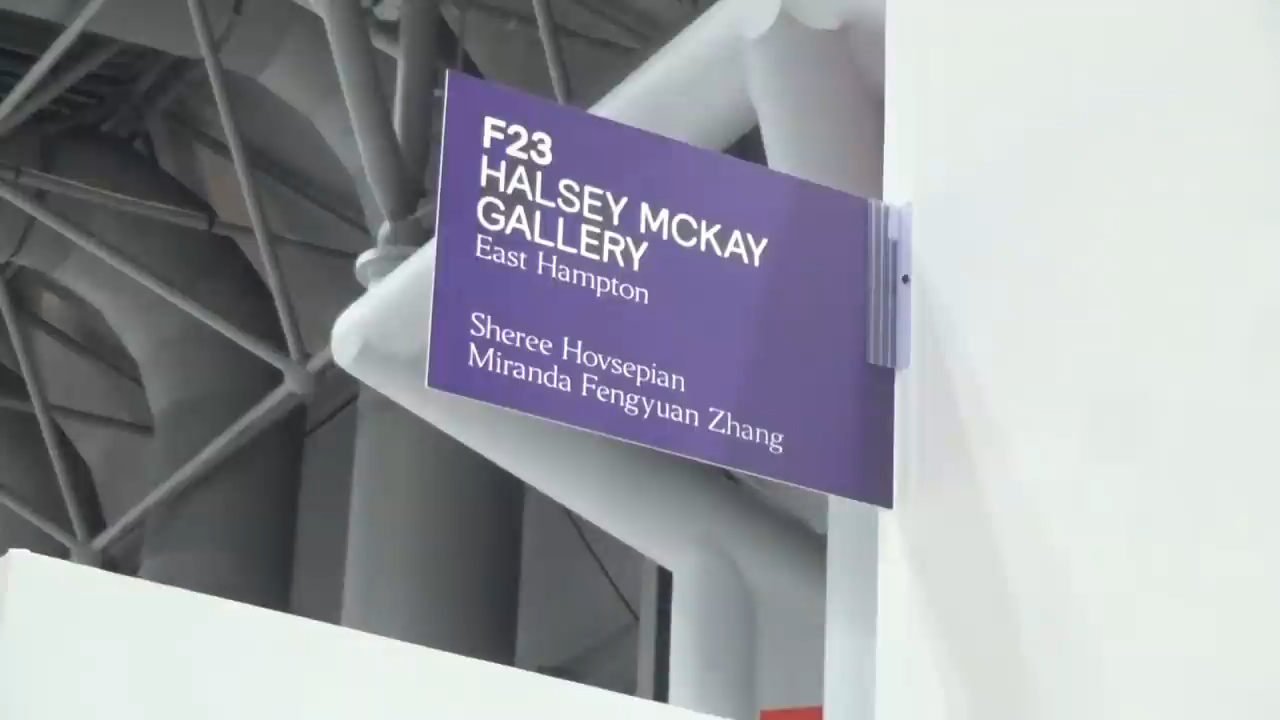 F23
HALSEY MCKAY
GALLERY
East Hampton
Sheree Hovsepian
Miranda Fengyuan Zhang